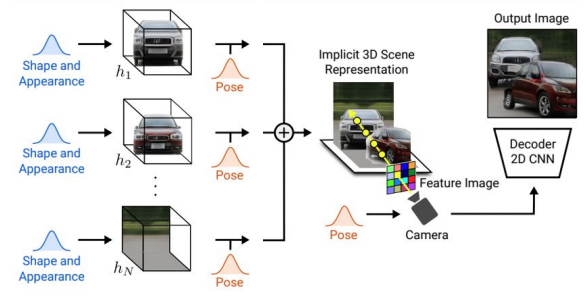 Output Image
Implicit 3D Scene
Representation
Shape and
Appearance
h1
Pose
Shape and
Appearance
h2
Pose
+
Decoder
2D CNN
Feature Image
Pose
Camera
Shape and
Appearance
hN
Pose